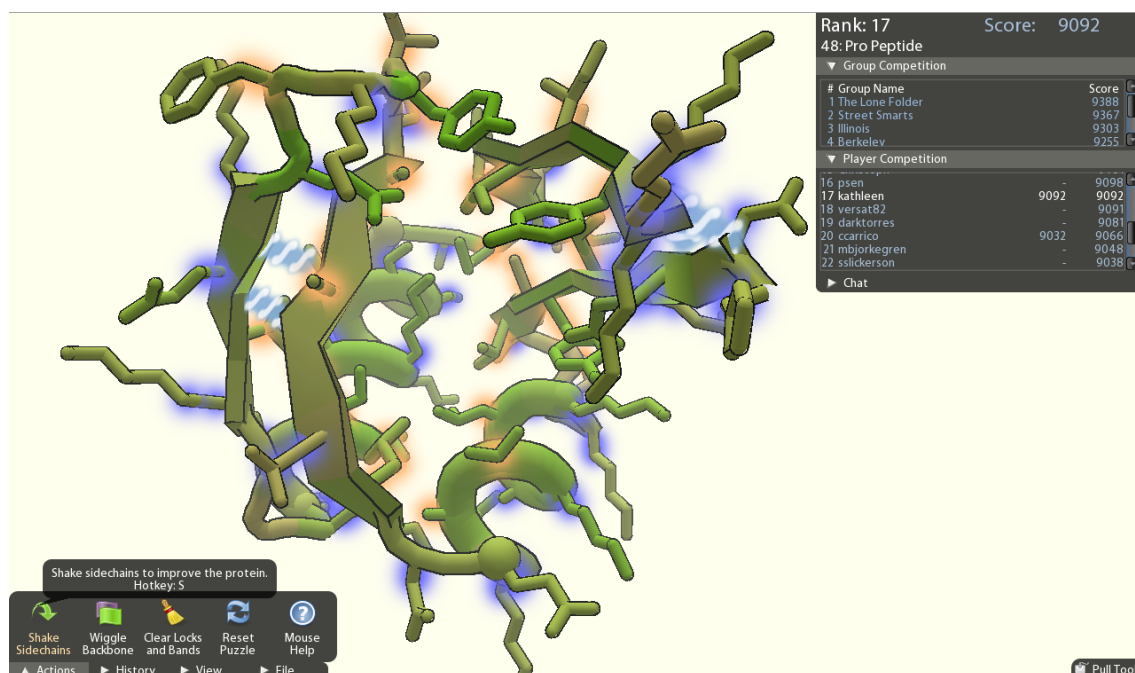 Rank: 17 Score: 9092
48: Pro Peptide
▼ Group Competition
# Group Name Score
1 The Lone Folder 9388
2 Street Smarts 9367
3 Illinois 9303
4 Berkeley 9255
▼ Player Competition
16 psen - 9098
17 kathleen 9092 9092
18 versat82 - 9091
19 darktorres - 9081
20 ccarrico 9032 9066
21 mbjorkegren - 9048
22 sslickerson - 9038
▶ Chat
Shake sidechains to improve the protein.
Hotkey: S
Shake Sidechains
Wiggle Backbone
Clear Locks and Bands
Reset Puzzle
Mouse Help
▲ Actions ▶ History ▶ View ▶ File
Pull Tool